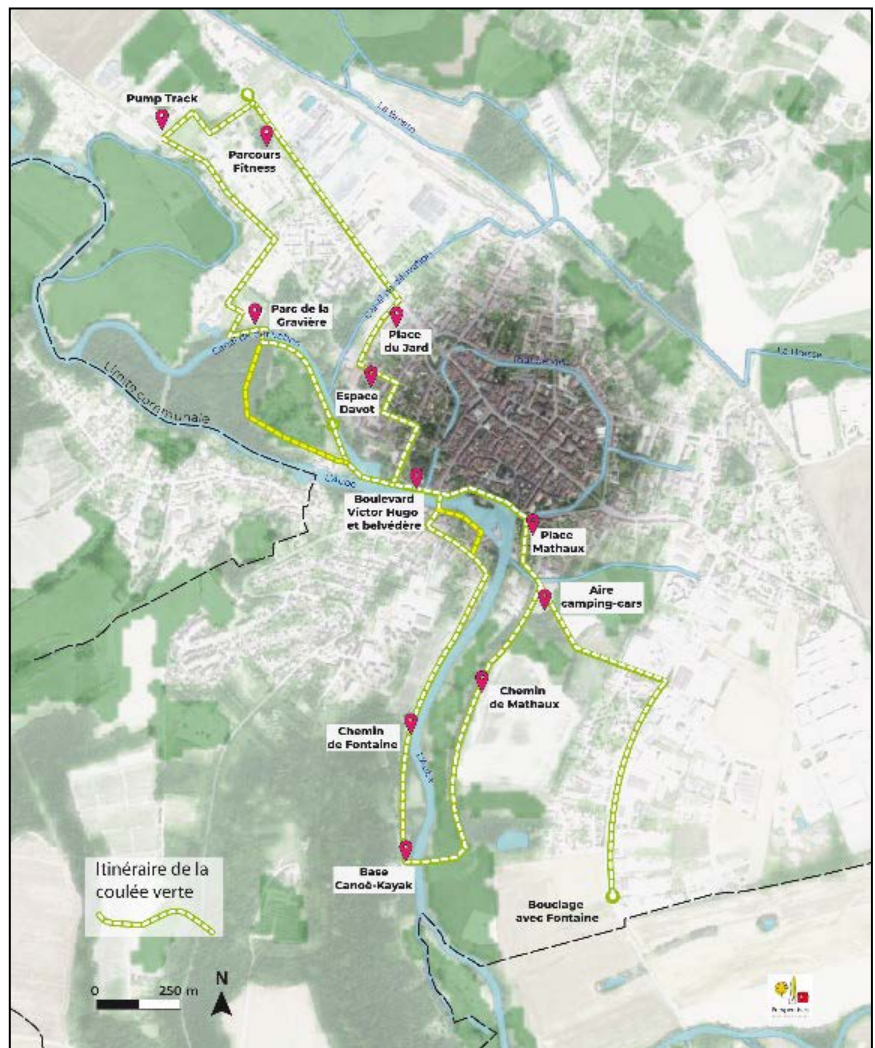 Pump Track
Parcours
Fitness
Parc de la
Gravière
Place
du Jard
Espace
Davot
Limite communale
L'Aube
Boulevard
Victor Hugo
et belvédère
Place
Mathaux
Aire
camping-cars
Chemin
de Mathaux
Chemin
de Fontaine
L'Aube
Base
Canoë-Kayak
Bouclage
avec Fontaine
Itinéraire de la
coulée verte
0
250 m
N